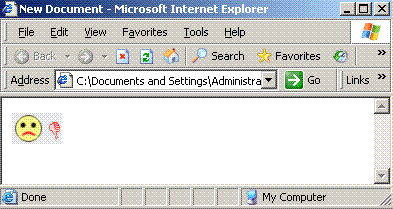 New Document - Microsoft Internet Explorer
File Edit View Favorites Tools Help
Back Search Favorites »
Address C:\Documents and Settings\Administra Go Links »
Done My Computer